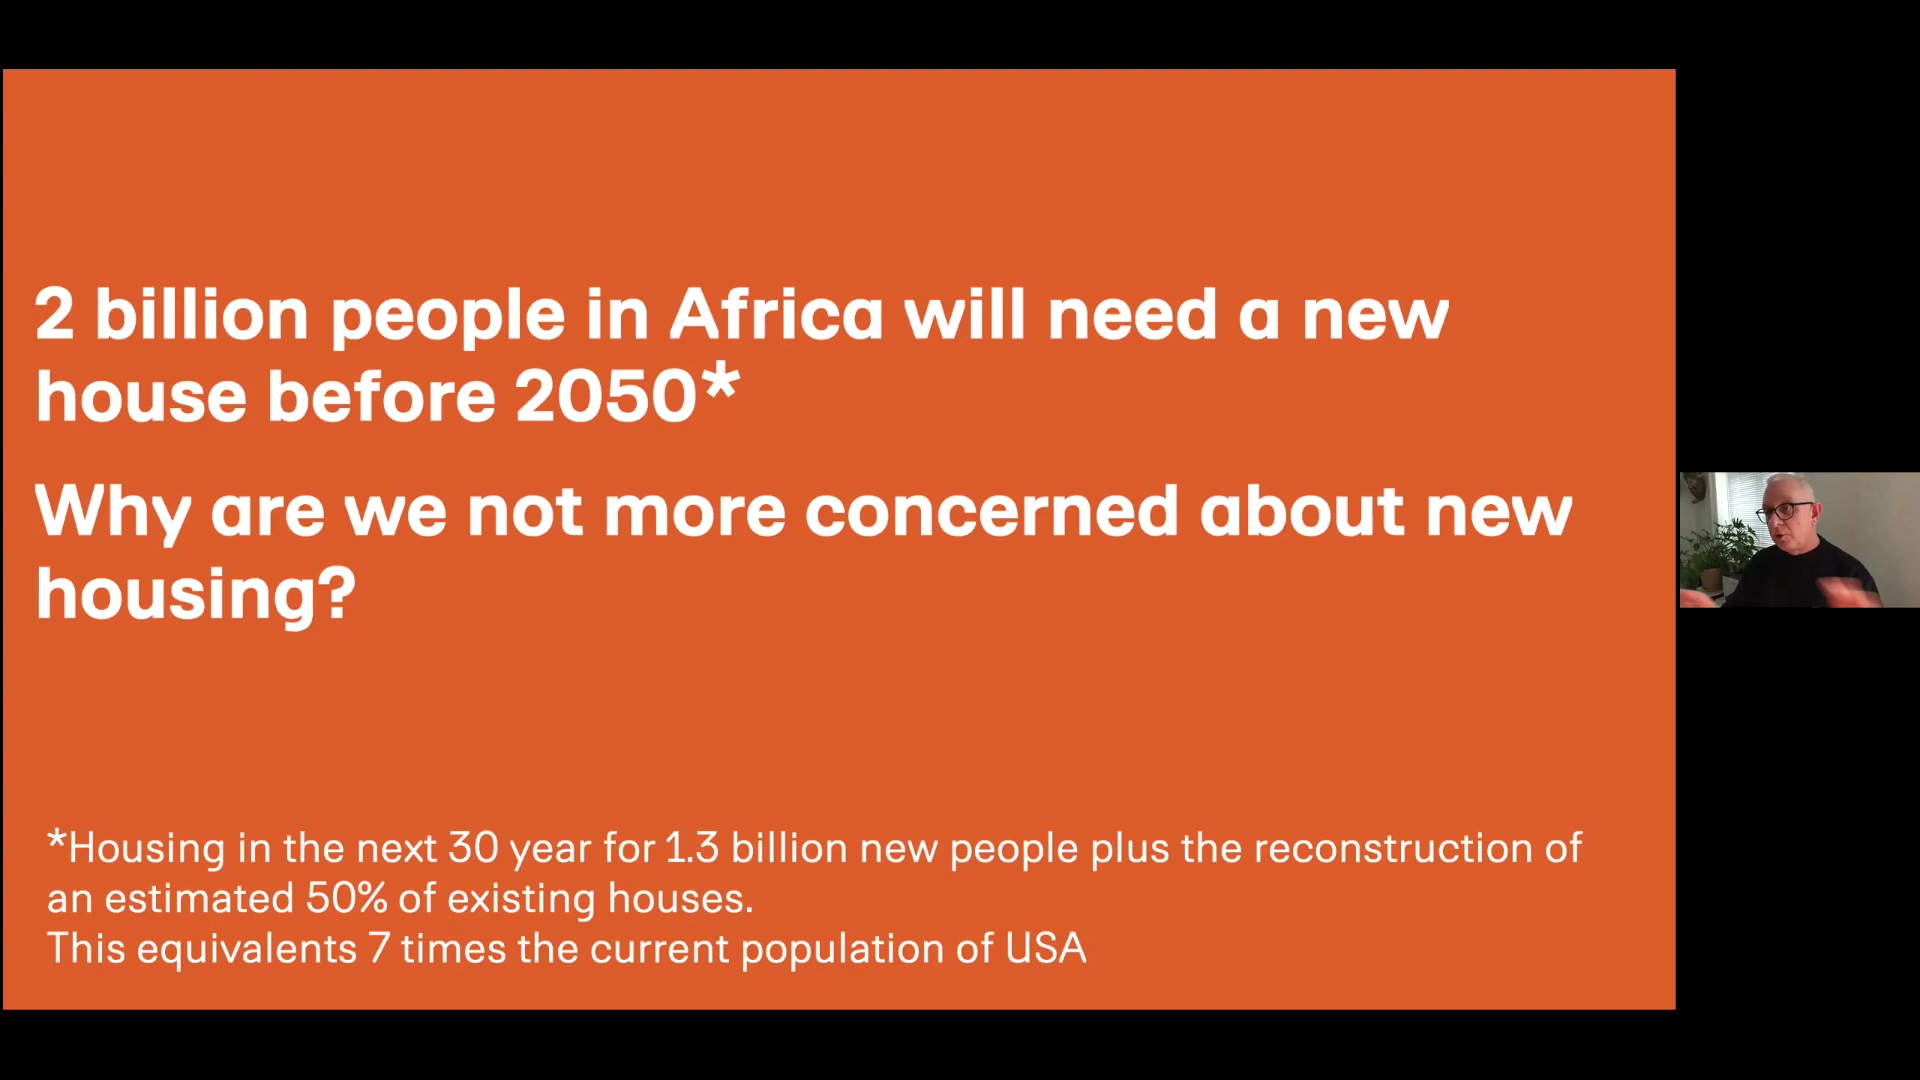 2 billion people in Africa will need a new
house before 2050*
Why are we not more concerned about new
housing?
*Housing in the next 30 year for 1.3 billion new people plus the reconstruction of
an estimated 50% of existing houses.
This equivalents 7 times the current population of USA